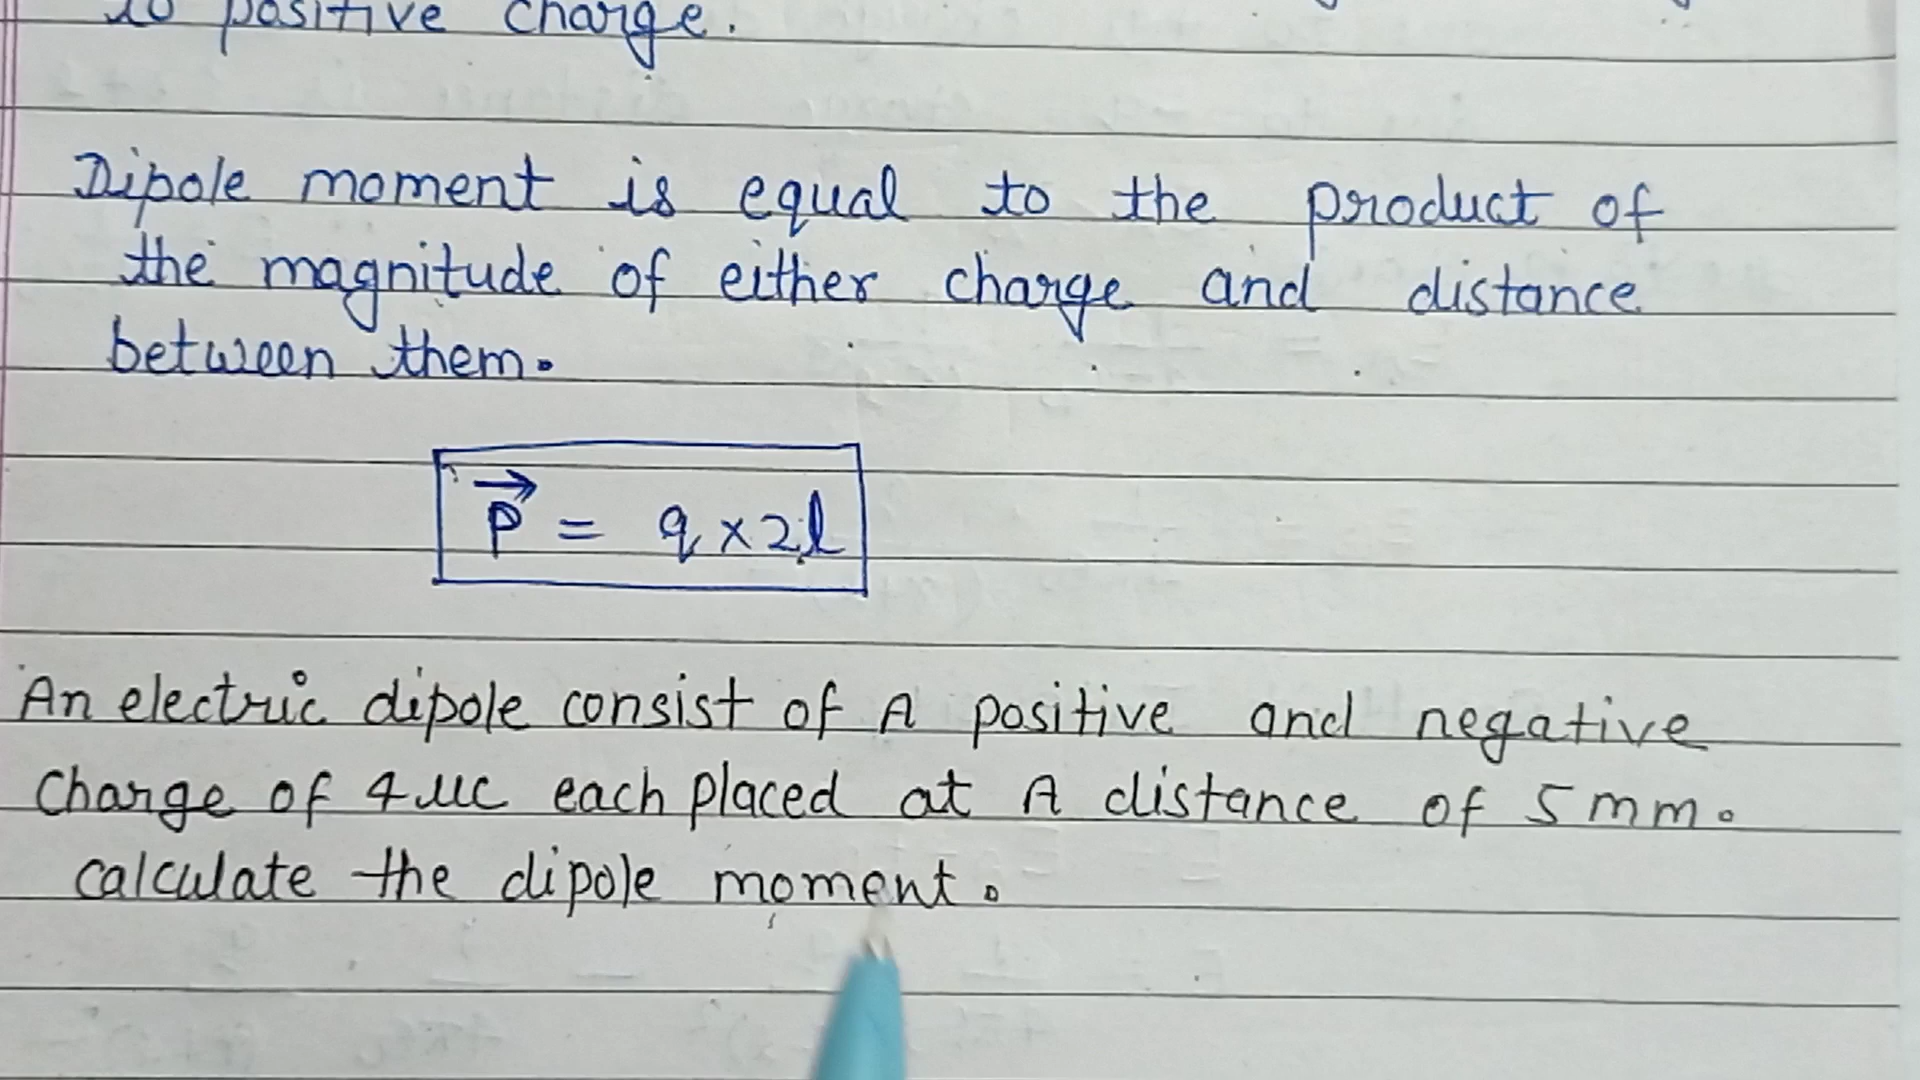 to positive charge.
Dipole moment is equal to the product of
the magnitude of either charge and distance
between them.
P⃗ = q × 2l
An electric dipole consist of A positive and negative
charge of 4 μc each placed at A distance of 5 mm.
calculate the dipole moment.